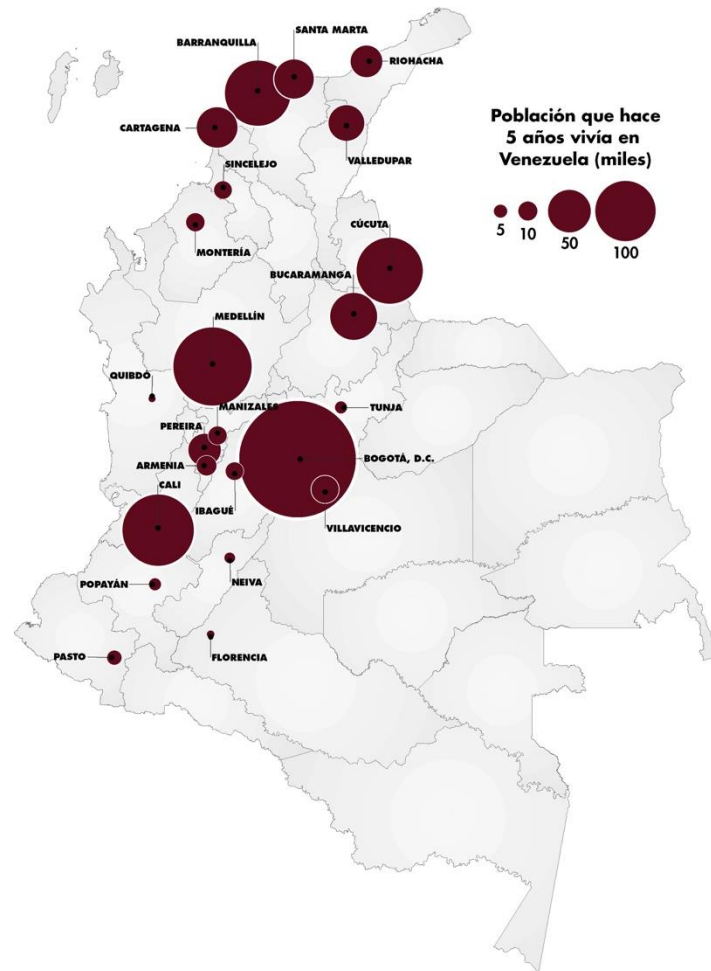 SANTA MARTA
BARRANQUILLA
RIOHACHA
CARTAGENA
VALLEDUPAR
SINCELEJO
MONTERÍA
Población que hace
5 años vivía en
Venezuela (miles)
5
10
50
100
CÚCUTA
BUCARAMANGA
MEDELLÍN
QUIBDÓ
MANIZALES
TUNJA
PEREIRA
BOGOTÁ, D.C.
ARMENIA
CALI
IBAGUÉ
VILLAVICENCIO
POPAYÁN
NEIVA
PASTO
FLORENCIA